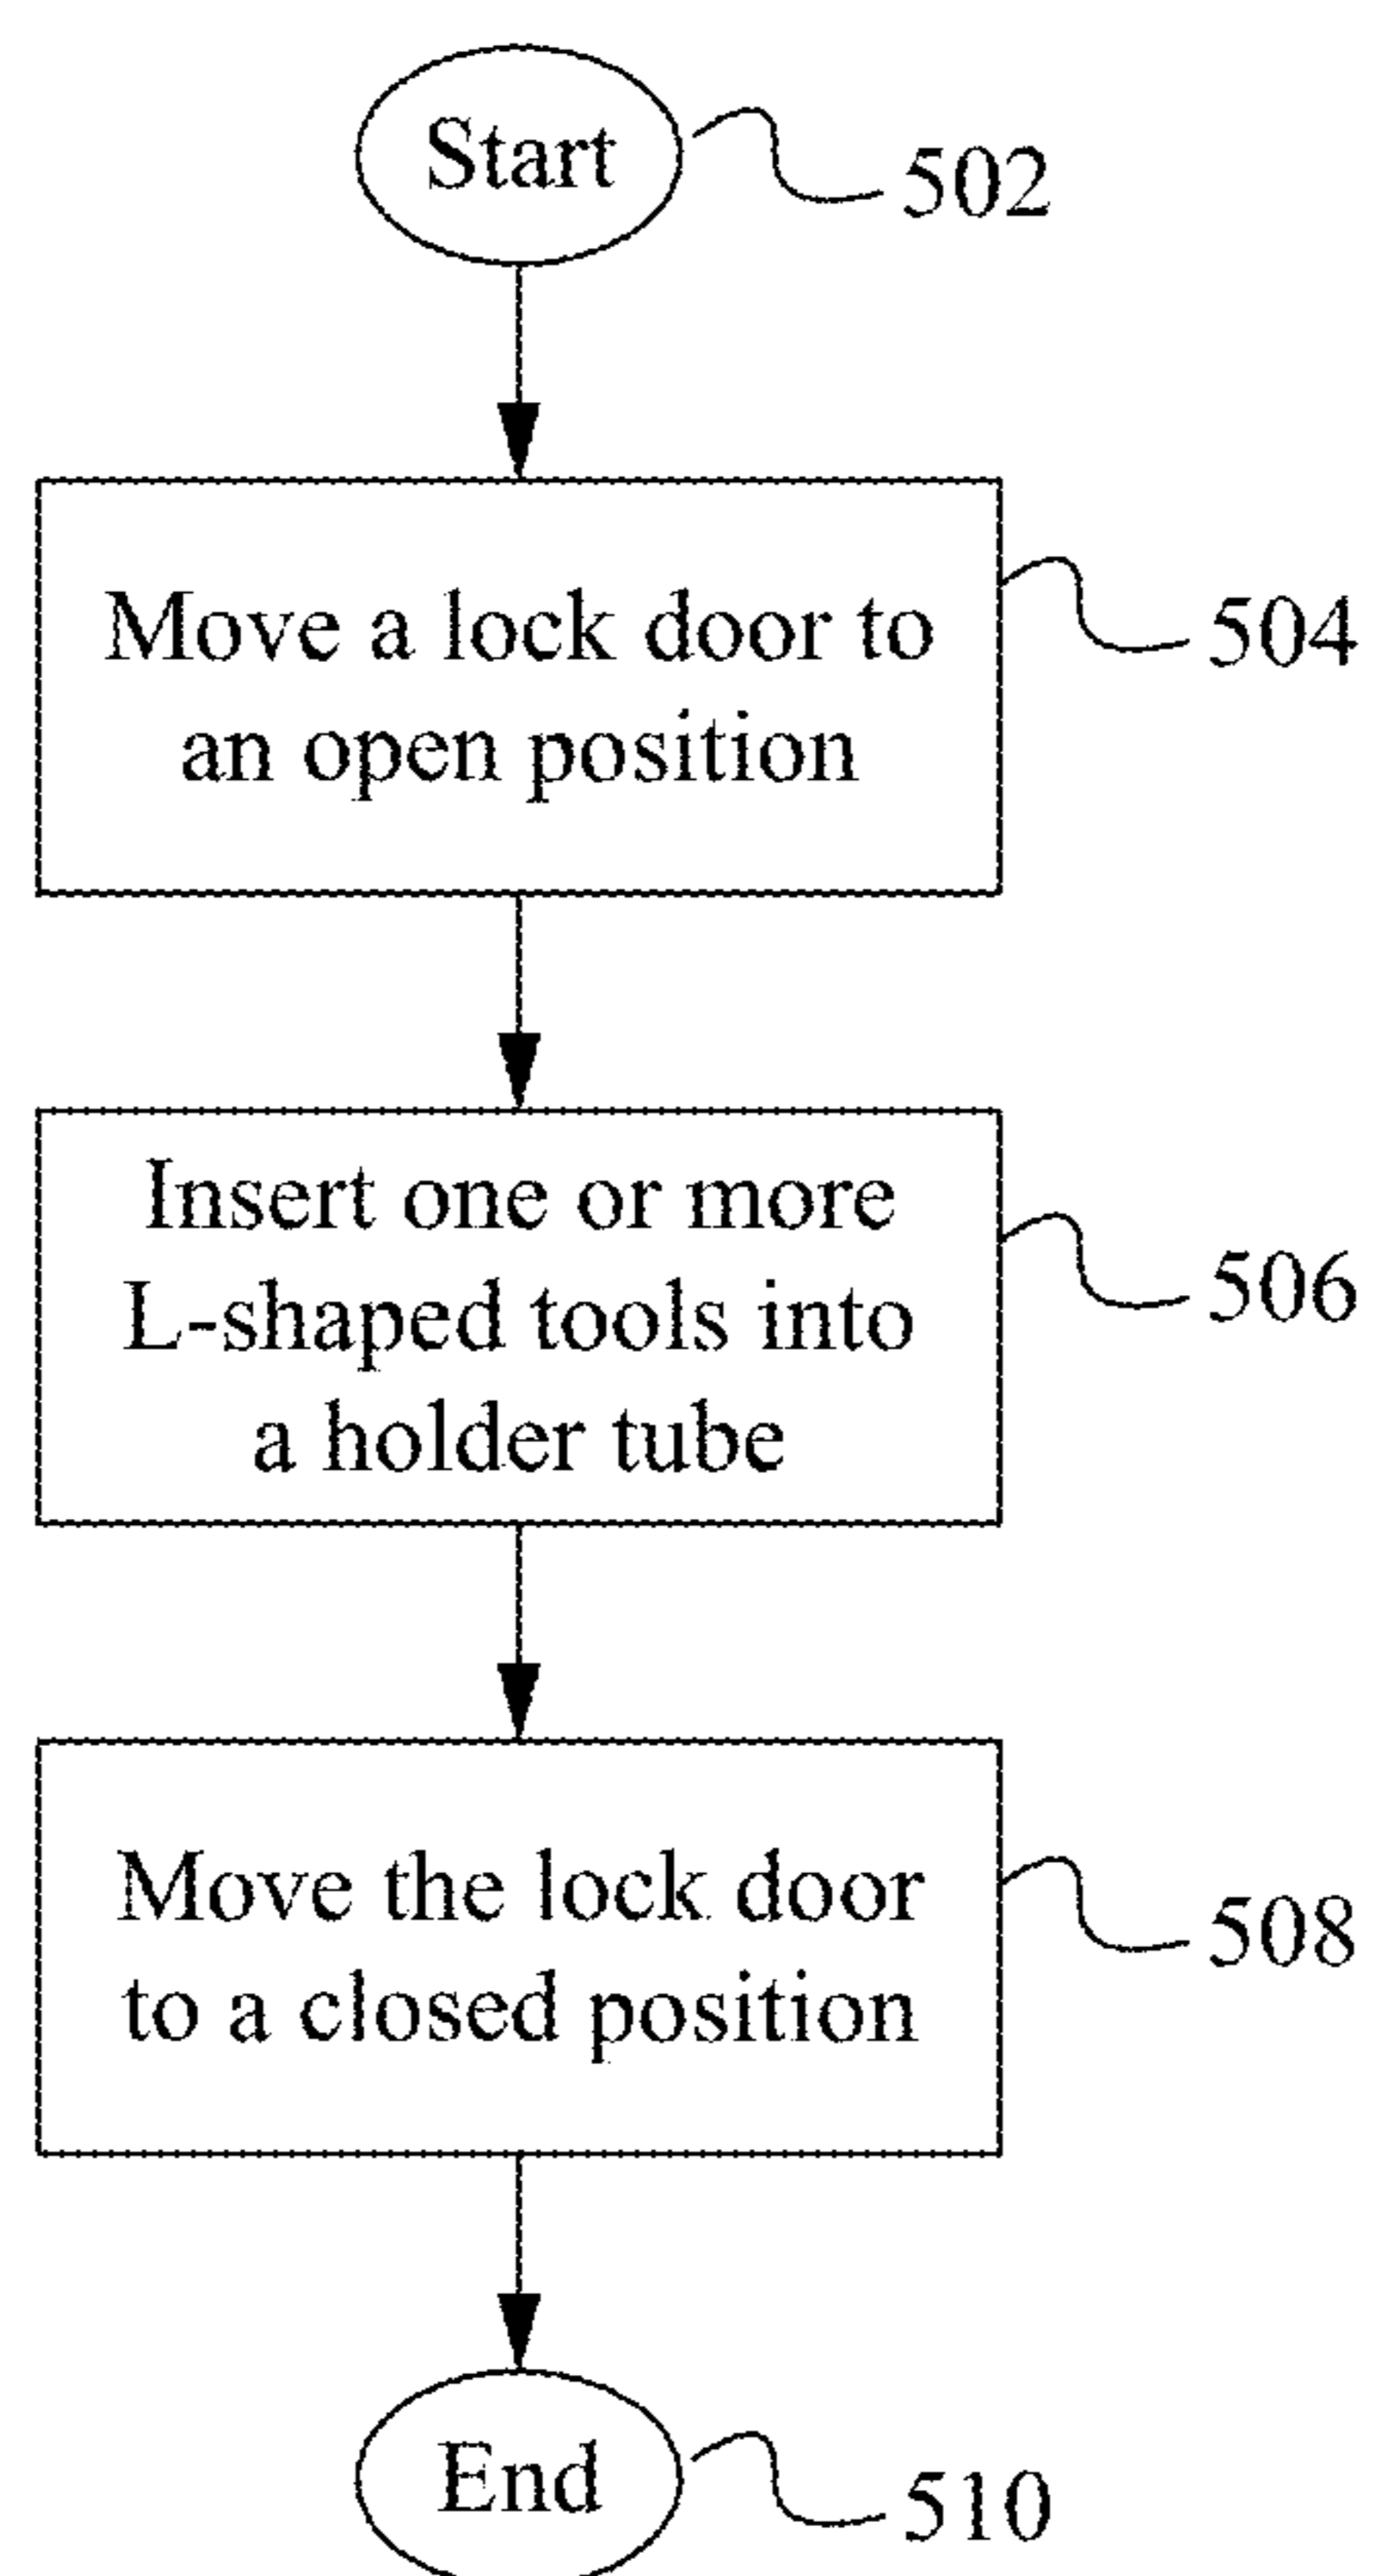 Start
502
Move a lock door to
an open position
504
Insert one or more
L-shaped tools into
a holder tube
506
Move the lock door
to a closed position
508
End
510